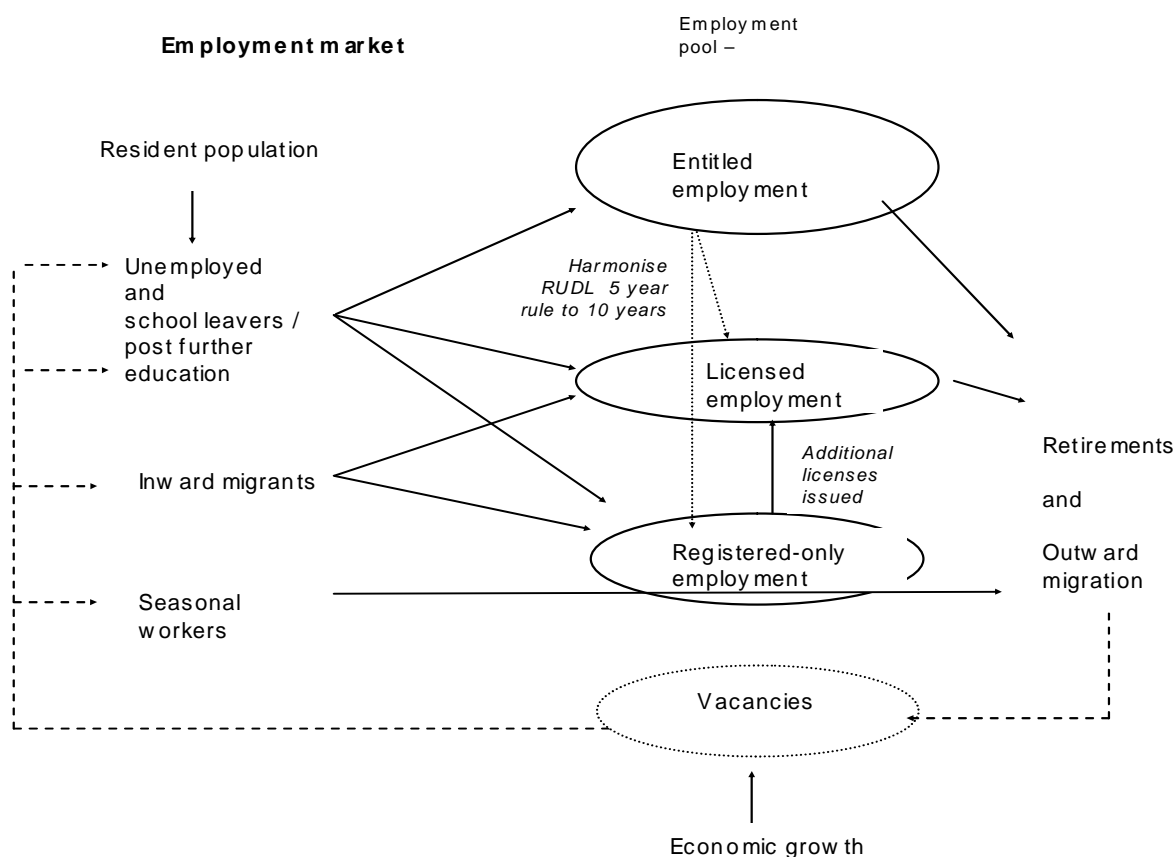 Employment market
Employment
pool –
Resident population
Entitled
employment
Unemployed
and
school leavers /
post further
education
Harmonise
RUDL 5 year
rule to 10 years
Licensed
employment
Inward migrants
Additional
licenses
issued
Retirements
and
Outward
migration
Registered-only
employment
Seasonal
workers
Vacancies
Economic growth